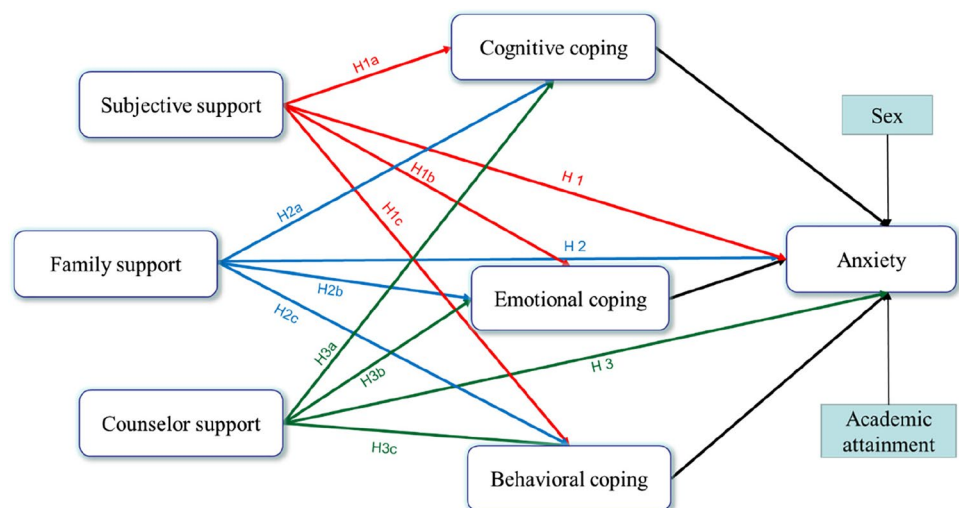 Cognitive coping
H1a
Subjective support
Sex
H1b
H 1
H2a
H1c
H 2
Family support
Anxiety
H2b
Emotional coping
H2c
H3a
H3b
H 3
Counselor support
Academic
attainment
H3c
Behavioral coping